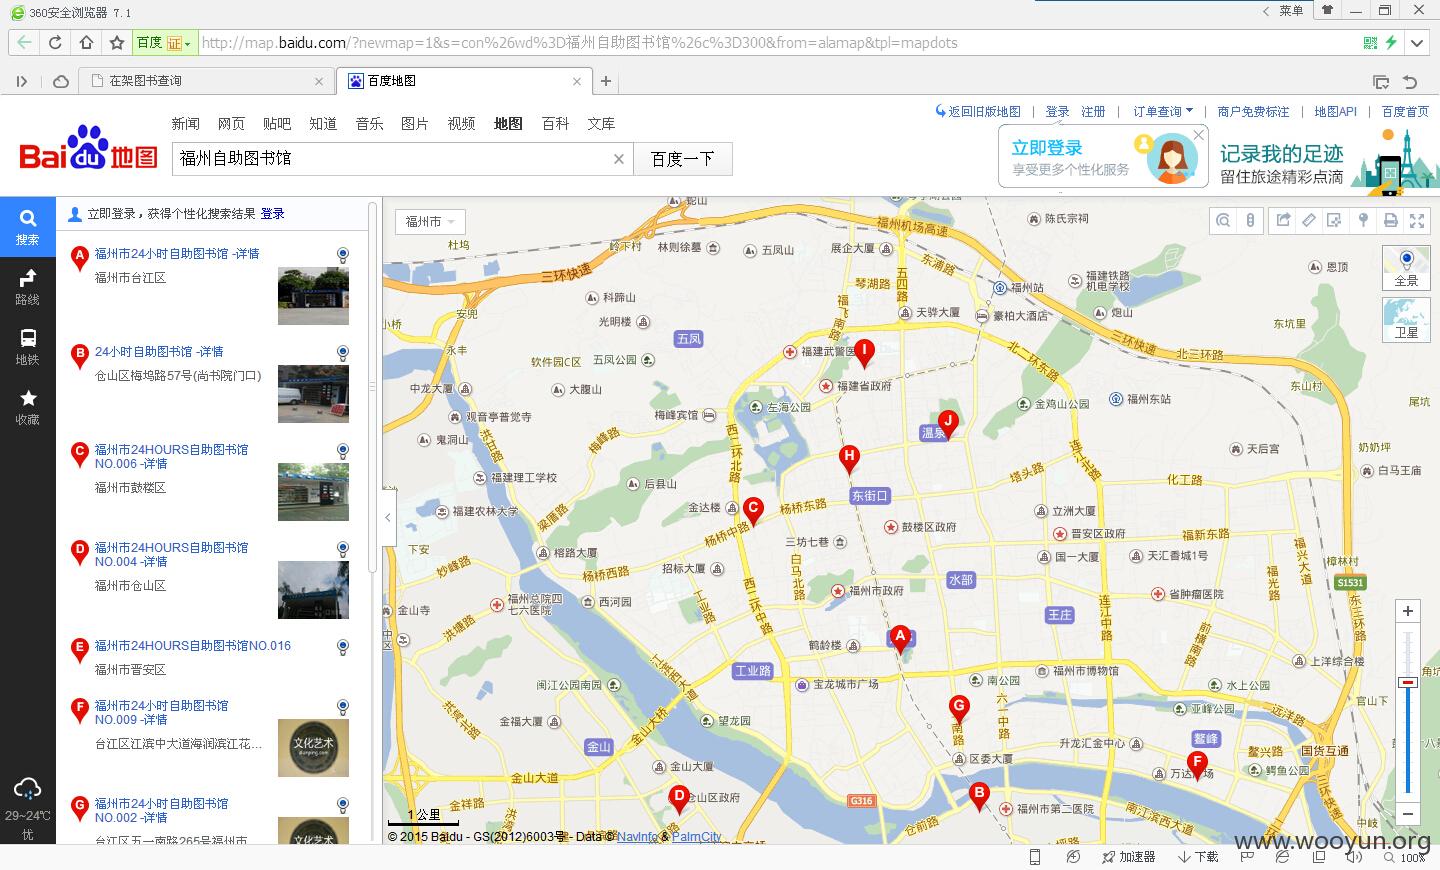 360安全浏览器 7.1
菜单
百度 证
http://map.baidu.com/?newmap=1&s=con%26wd%3D福州自助图书馆%26c%3D300&from=alamap&tpl=mapdots
在架图书查询
百度地图
返回旧版地图 | 登录 注册 | 订单查询 | 商户免费标注 | 地图API | 百度首页
新闻 网页 贴吧 知道 音乐 图片 视频 地图 百科 文库
Bai du 地图
福州自助图书馆
百度一下
立即登录
享受更多个性化服务
记录我的足迹
留住旅途精彩点滴
搜索
路线
地铁
收藏
29~24℃
优
立即登录，获得个性化搜索结果 登录
A
福州市24小时自助图书馆 -详情
福州市台江区
B
24小时自助图书馆 -详情
仓山区梅坞路57号(尚书院门口)
C
福州市24HOURS自助图书馆
NO.006 -详情
福州市鼓楼区
D
福州市24HOURS自助图书馆
NO.004 -详情
福州市仓山区
E
福州市24HOURS自助图书馆NO.016
福州市晋安区
F
福州市24小时自助图书馆
NO.009 -详情
台江区江滨中大道海润滨江花...
文化艺术
G
福州市24小时自助图书馆
NO.002 -详情
台江区五一南路265号福州市
文化艺术
福州市
全景
卫星
杜坞
岭下村
林则徐墓
五凤山
展企大厦
福州机场高速
陈氏宗祠
三环快速
东浦路
五四路
琴湖路
福州站
福建铁路
机电学校
恩顶
小桥
安兜
科蹄山
光明楼
福飞南路
天骅大厦
豪柏大酒店
炮山
东坑里
永丰
五凤
软件园C区
五凤公园
福建武警医
I
北二环东路
三环快速
北三环路
中龙大厦
大腹山
福建省政府
东山村
观音亭普觉寺
梅峰宾馆
左海公园
金鸡山公园
福州东站
尾坑
鬼洞山
洪甘路
梅峰路
西二环北路
温泉
J
连江北路
天后宫
奶奶坪
白马王庙
福建理工学校
后县山
H
塔头路
化工路
东街口
福建农林大学
梁厝路
金达楼
C
杨桥东路
杨桥中路
立洲大厦
鼓楼区政府
晋安区政府
福新东路
下安
榕路大厦
三坊七巷
国一大厦
天汇香城1号
福兴大道
樟林村
妙峰路
杨桥西路
招标大厦
白马北路
水部
福光路
S1531
金山寺
福州总院四
七六医院
西河园
工业路
西二环中路
福州市政府
省肿瘤医院
王庄
连江中路
东三环路
洪塘路
鹤龄楼
A
前横南路
上洋综合楼
江滨西大道
工业路
福州市博物馆
闽江公园南园
宝龙城市广场
南公园
水上公园
官山下
洪湾北路
金福大厦
金山大桥
望龙园
G
南路
六一中路
亚峰公园
远洋路
金山
升龙汇金中心
鳌峰
鳌兴路
国货互通
金山大道
金山大厦
区委大厦
万达广场
F
鳄鱼公园
金祥路
D
仓山区政府
G316
B
福州市第二医院
南江滨西大道
仓前路
中岐
1 公里
© 2015 Baidu - GS(2012)6003号 - Data © NavInfo & PalmCity
www.wooyun.org
加速器 下载 100%